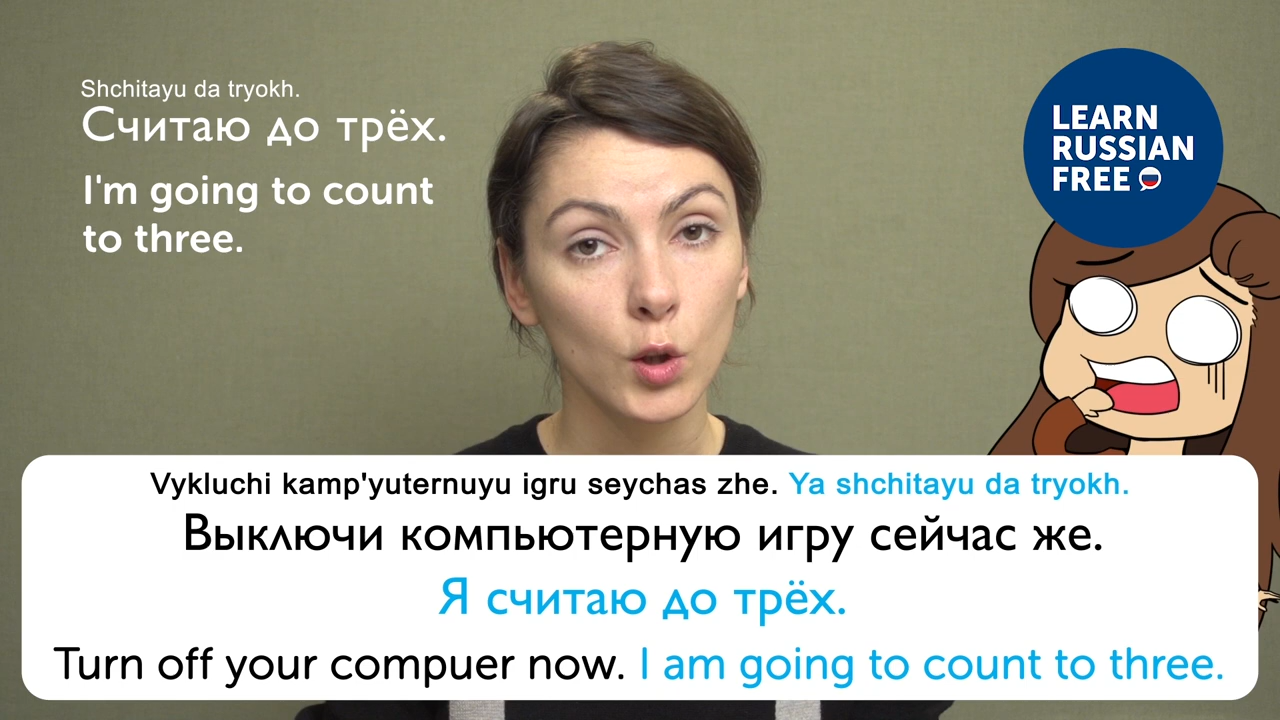 Shchitayu da tryokh.
Считаю до трёх.
I'm going to count
to three.
LEARN
RUSSIAN
FREE
Vykluchi kamp'yuternuyu igru seychas zhe. Ya shchitayu da tryokh.
Выключи компьютерную игру сейчас же.
Я считаю до трёх.
Turn off your compuer now. I am going to count to three.